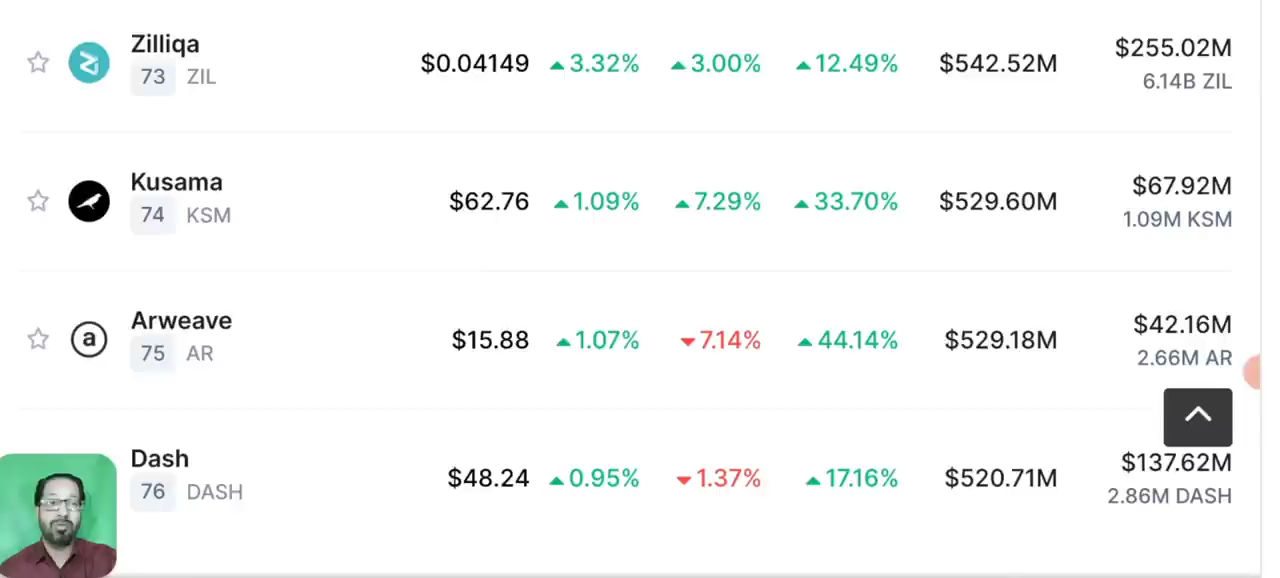 Zilliqa
73 ZIL
$0.04149 ▲3.32% ▲3.00% ▲12.49% $542.52M $255.02M
6.14B ZIL
Kusama
74 KSM
$62.76 ▲1.09% ▲7.29% ▲33.70% $529.60M $67.92M
1.09M KSM
a
Arweave
75 AR
$15.88 ▲1.07% ▼7.14% ▲44.14% $529.18M $42.16M
2.66M AR
Dash
76 DASH
$48.24 ▲0.95% ▼1.37% ▲17.16% $520.71M $137.62M
2.86M DASH